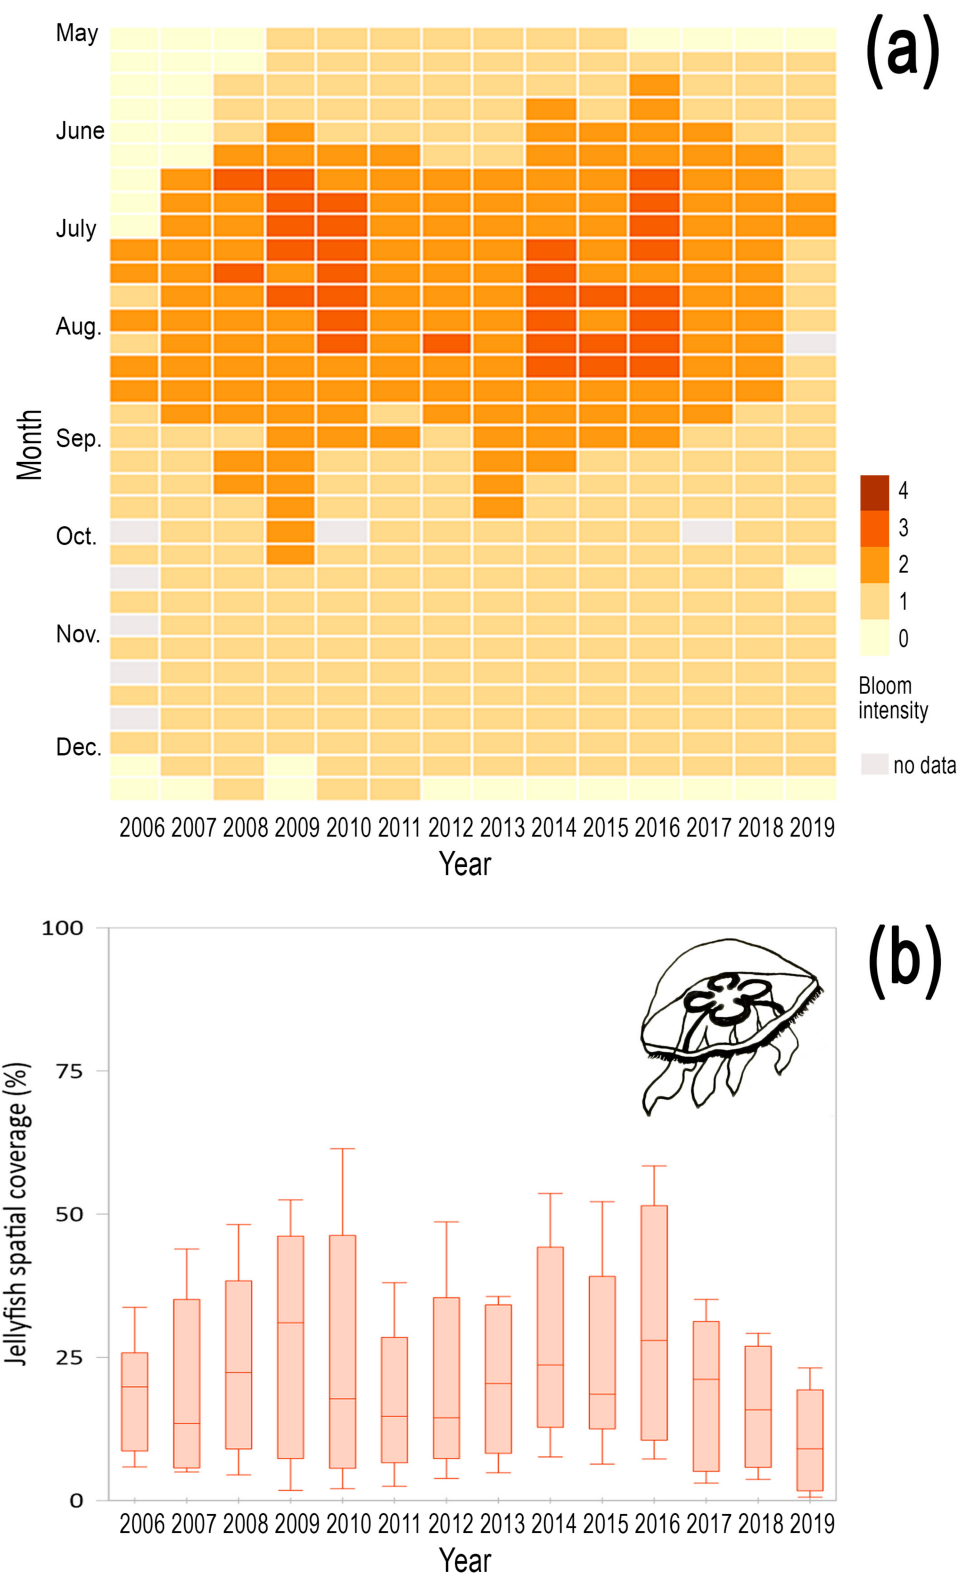 (a)
May
June
July
Aug.
Sep.
Oct.
Nov.
Dec.
Month
4
3
2
1
0
Bloom
intensity
no data
2006 2007 2008 2009 2010 2011 2012 2013 2014 2015 2016 2017 2018 2019
Year
(b)
100
75
50
25
0
Jellyfish spatial coverage (%)
2006 2007 2008 2009 2010 2011 2012 2013 2014 2015 2016 2017 2018 2019
Year